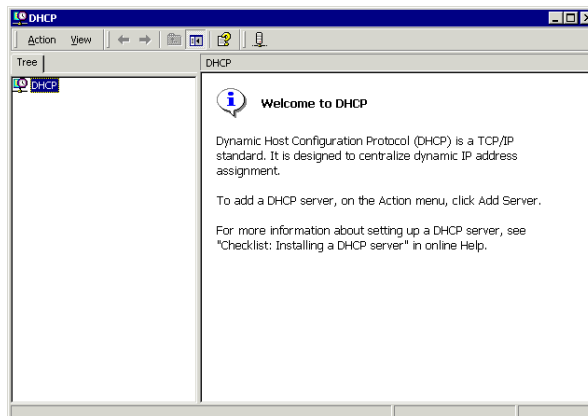 DHCP
Action View
Tree
DHCP
DHCP
Welcome to DHCP
Dynamic Host Configuration Protocol (DHCP) is a TCP/IP
standard. It is designed to centralize dynamic IP address
assignment.
To add a DHCP server, on the Action menu, click Add Server.
For more information about setting up a DHCP server, see
"Checklist: Installing a DHCP server" in online Help.